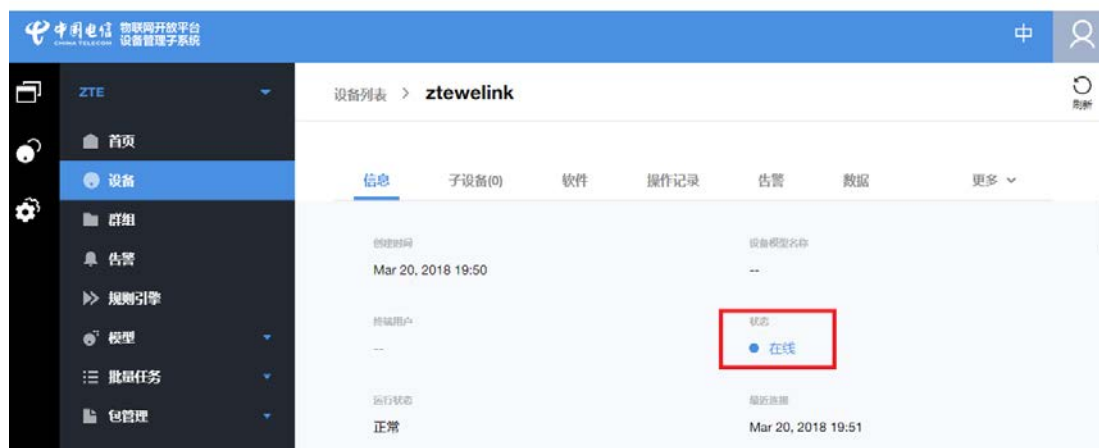 中国电信 物联网开放平台
CHINA TELECOM 设备管理子系统
中
ZTE
设备列表 > ztewelink
刷新
首页
设备
群组
告警
规则引擎
模型
批量任务
包管理
信息 子设备(0) 软件 操作记录 告警 数据 更多
创建时间 设备模型名称
Mar 20, 2018 19:50 --
终端用户 状态
-- 在线
运行状态 最近连接
正常 Mar 20, 2018 19:51